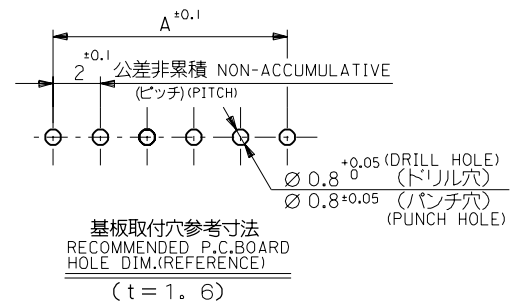 A ±0.1
2 ±0.1 公差非累積 NON-ACCUMULATIVE
(ピッチ)(PITCH)
+0.05 (DRILL HOLE)
∅0.8 0 (ドリル穴)
∅0.8±0.05 (パンチ穴)
(PUNCH HOLE)
基板取付穴参考寸法
RECOMMENDED P.C.BOARD
HOLE DIM.(REFERENCE)
(t=1。6)